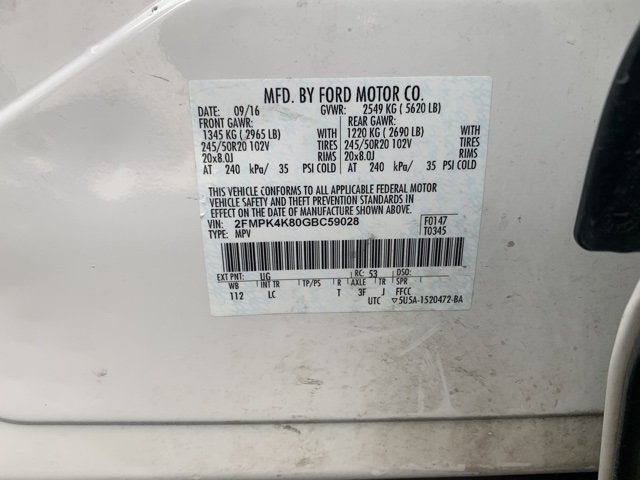 MFD. BY FORD MOTOR CO.
DATE: 09/16 GVWR: 2549 KG ( 5620 LB)
FRONT GAWR: REAR GAWR:
1345 KG ( 2965 LB) WITH 1220 KG ( 2690 LB) WITH
245/50R20 102V TIRES 245/50R20 102V TIRES
20x8.0J RIMS 20x8.0J RIMS
AT 240 kPa/ 35 PSI COLD AT 240 kPa/ 35 PSI COLD
THIS VEHICLE CONFORMS TO ALL APPLICABLE FEDERAL MOTOR
VEHICLE SAFETY AND THEFT PREVENTION STANDARDS IN
EFFECT ON THE DATE OF MANUFACTURE SHOWN ABOVE.
VIN: 2FMPK4K80GBC59028 F0147
TYPE: MPV T0345
EXT PNT: UG RC: 53 DSO:
WB INT TR TP/PS R AXLE TR SPR
112 LC T 3F J FFCC
UTC ▽5U5A-1520472-BA